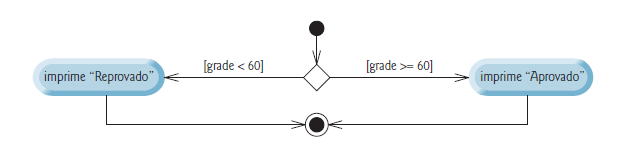 [grade < 60]
[grade >= 60]
imprime “Reprovado”
imprime “Aprovado”